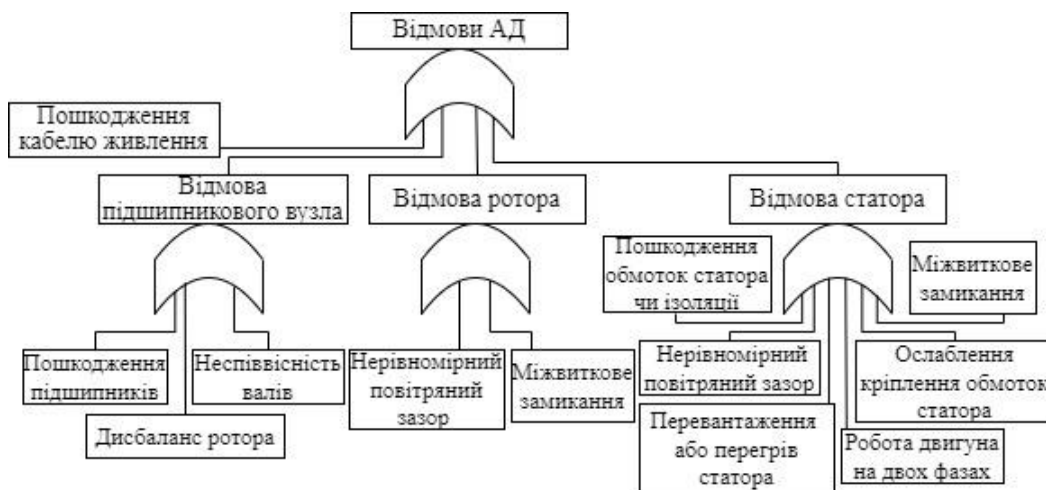 Відмови АД
Пошкодження
кабелю живлення
Відмова
підшипникового вузла
Відмова ротора
Відмова статора
Пошкодження
обмоток статора
чи ізоляції
Міжвиткове
замикання
Пошкодження
підшипників
Неспіввісність
валів
Нерівномірний
повітряний
зазор
Міжвиткове
замикання
Нерівномірний
повітряний зазор
Ослаблення
кріплення обмоток
статора
Дисбаланс ротора
Перевантаження
або перегрів
статора
Робота двигуна
на двох фазах